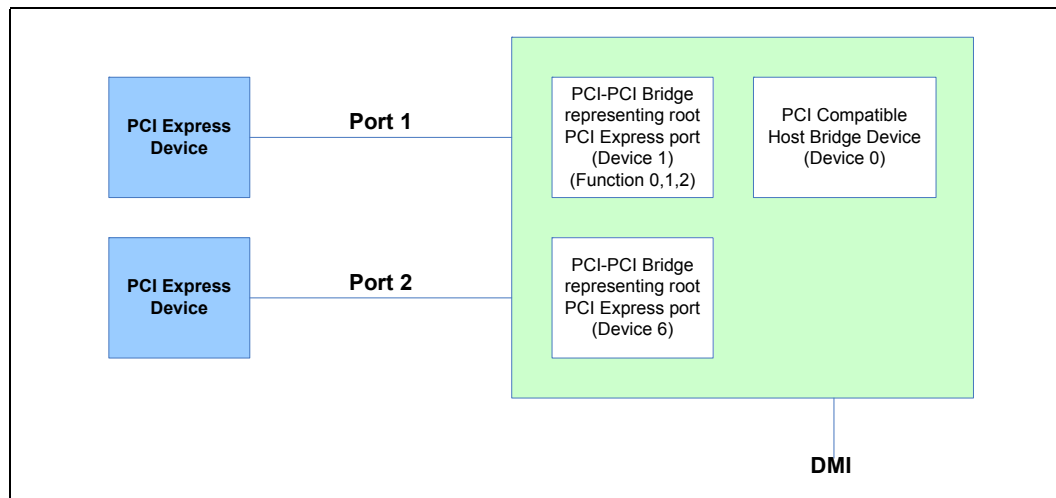 PCI Express
Device
Port 1
PCI-PCI Bridge
representing root
PCI Express port
(Device 1)
(Function 0,1,2)
PCI Compatible
Host Bridge Device
(Device 0)
PCI Express
Device
Port 2
PCI-PCI Bridge
representing root
PCI Express port
(Device 6)
DMI